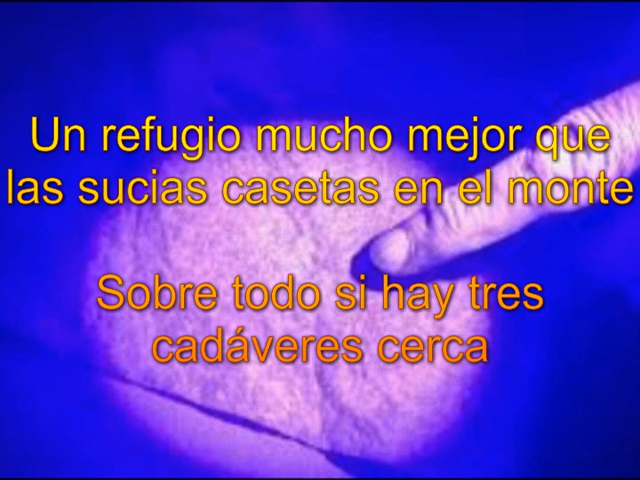 Un refugio mucho mejor que
las sucias casetas en el monte
Sobre todo si hay tres
cadáveres cerca